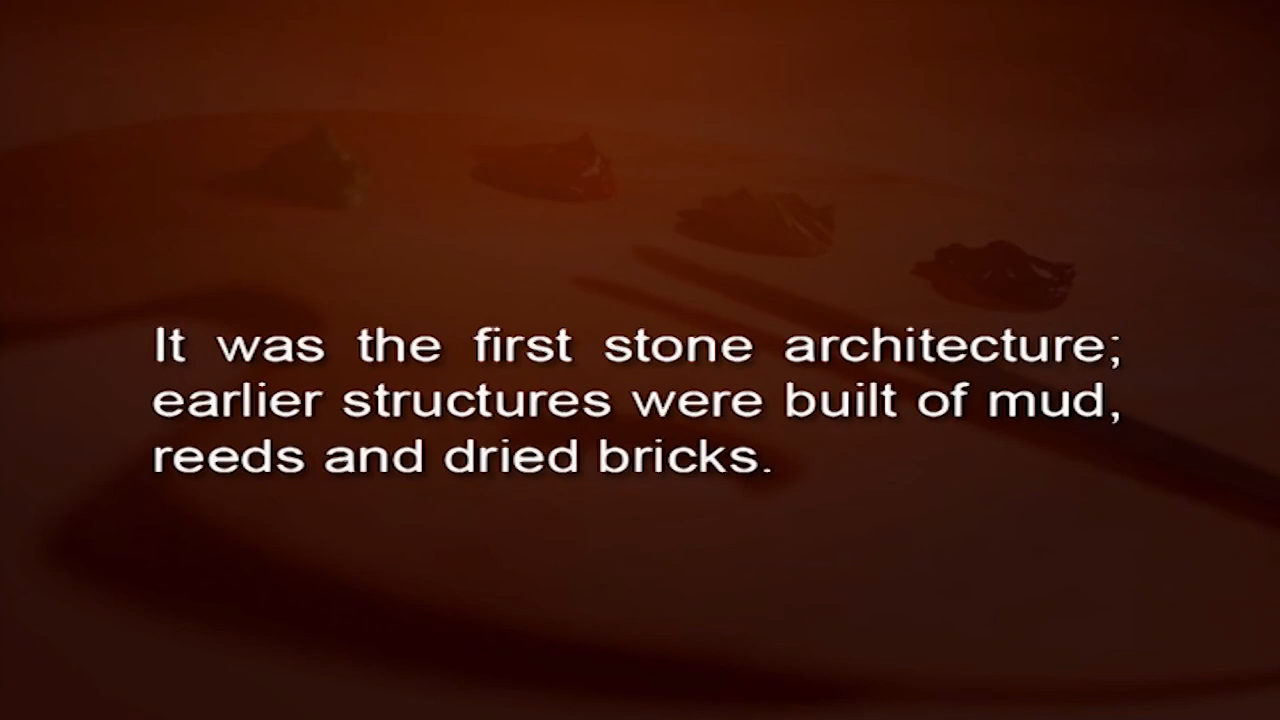 It was the first stone architecture;
earlier structures were built of mud,
reeds and dried bricks.